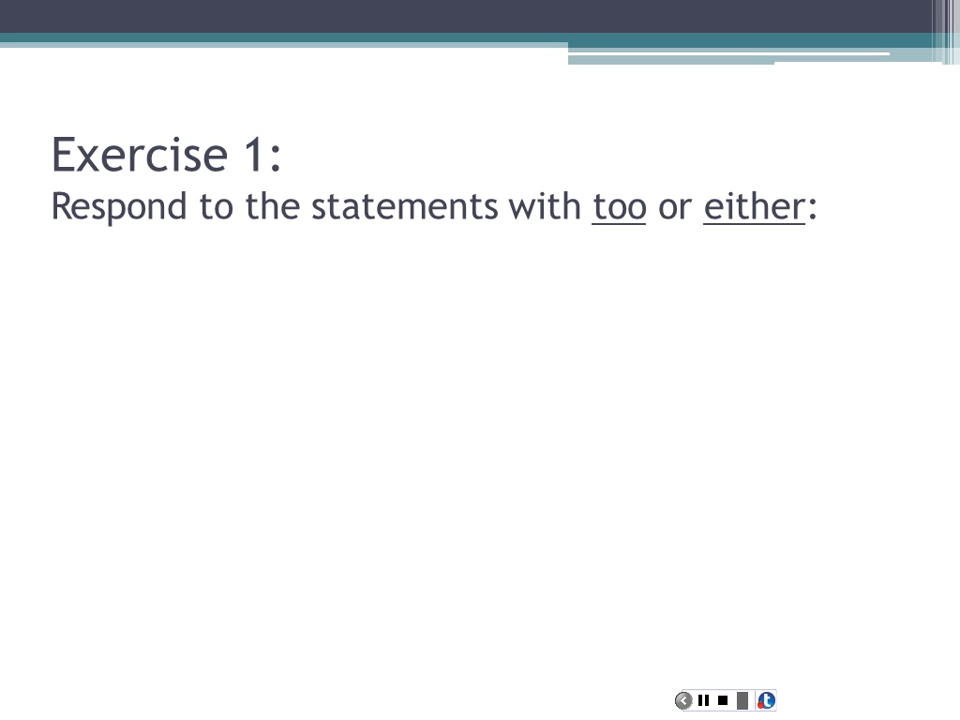 Exercise 1:
Respond to the statements with too or either: